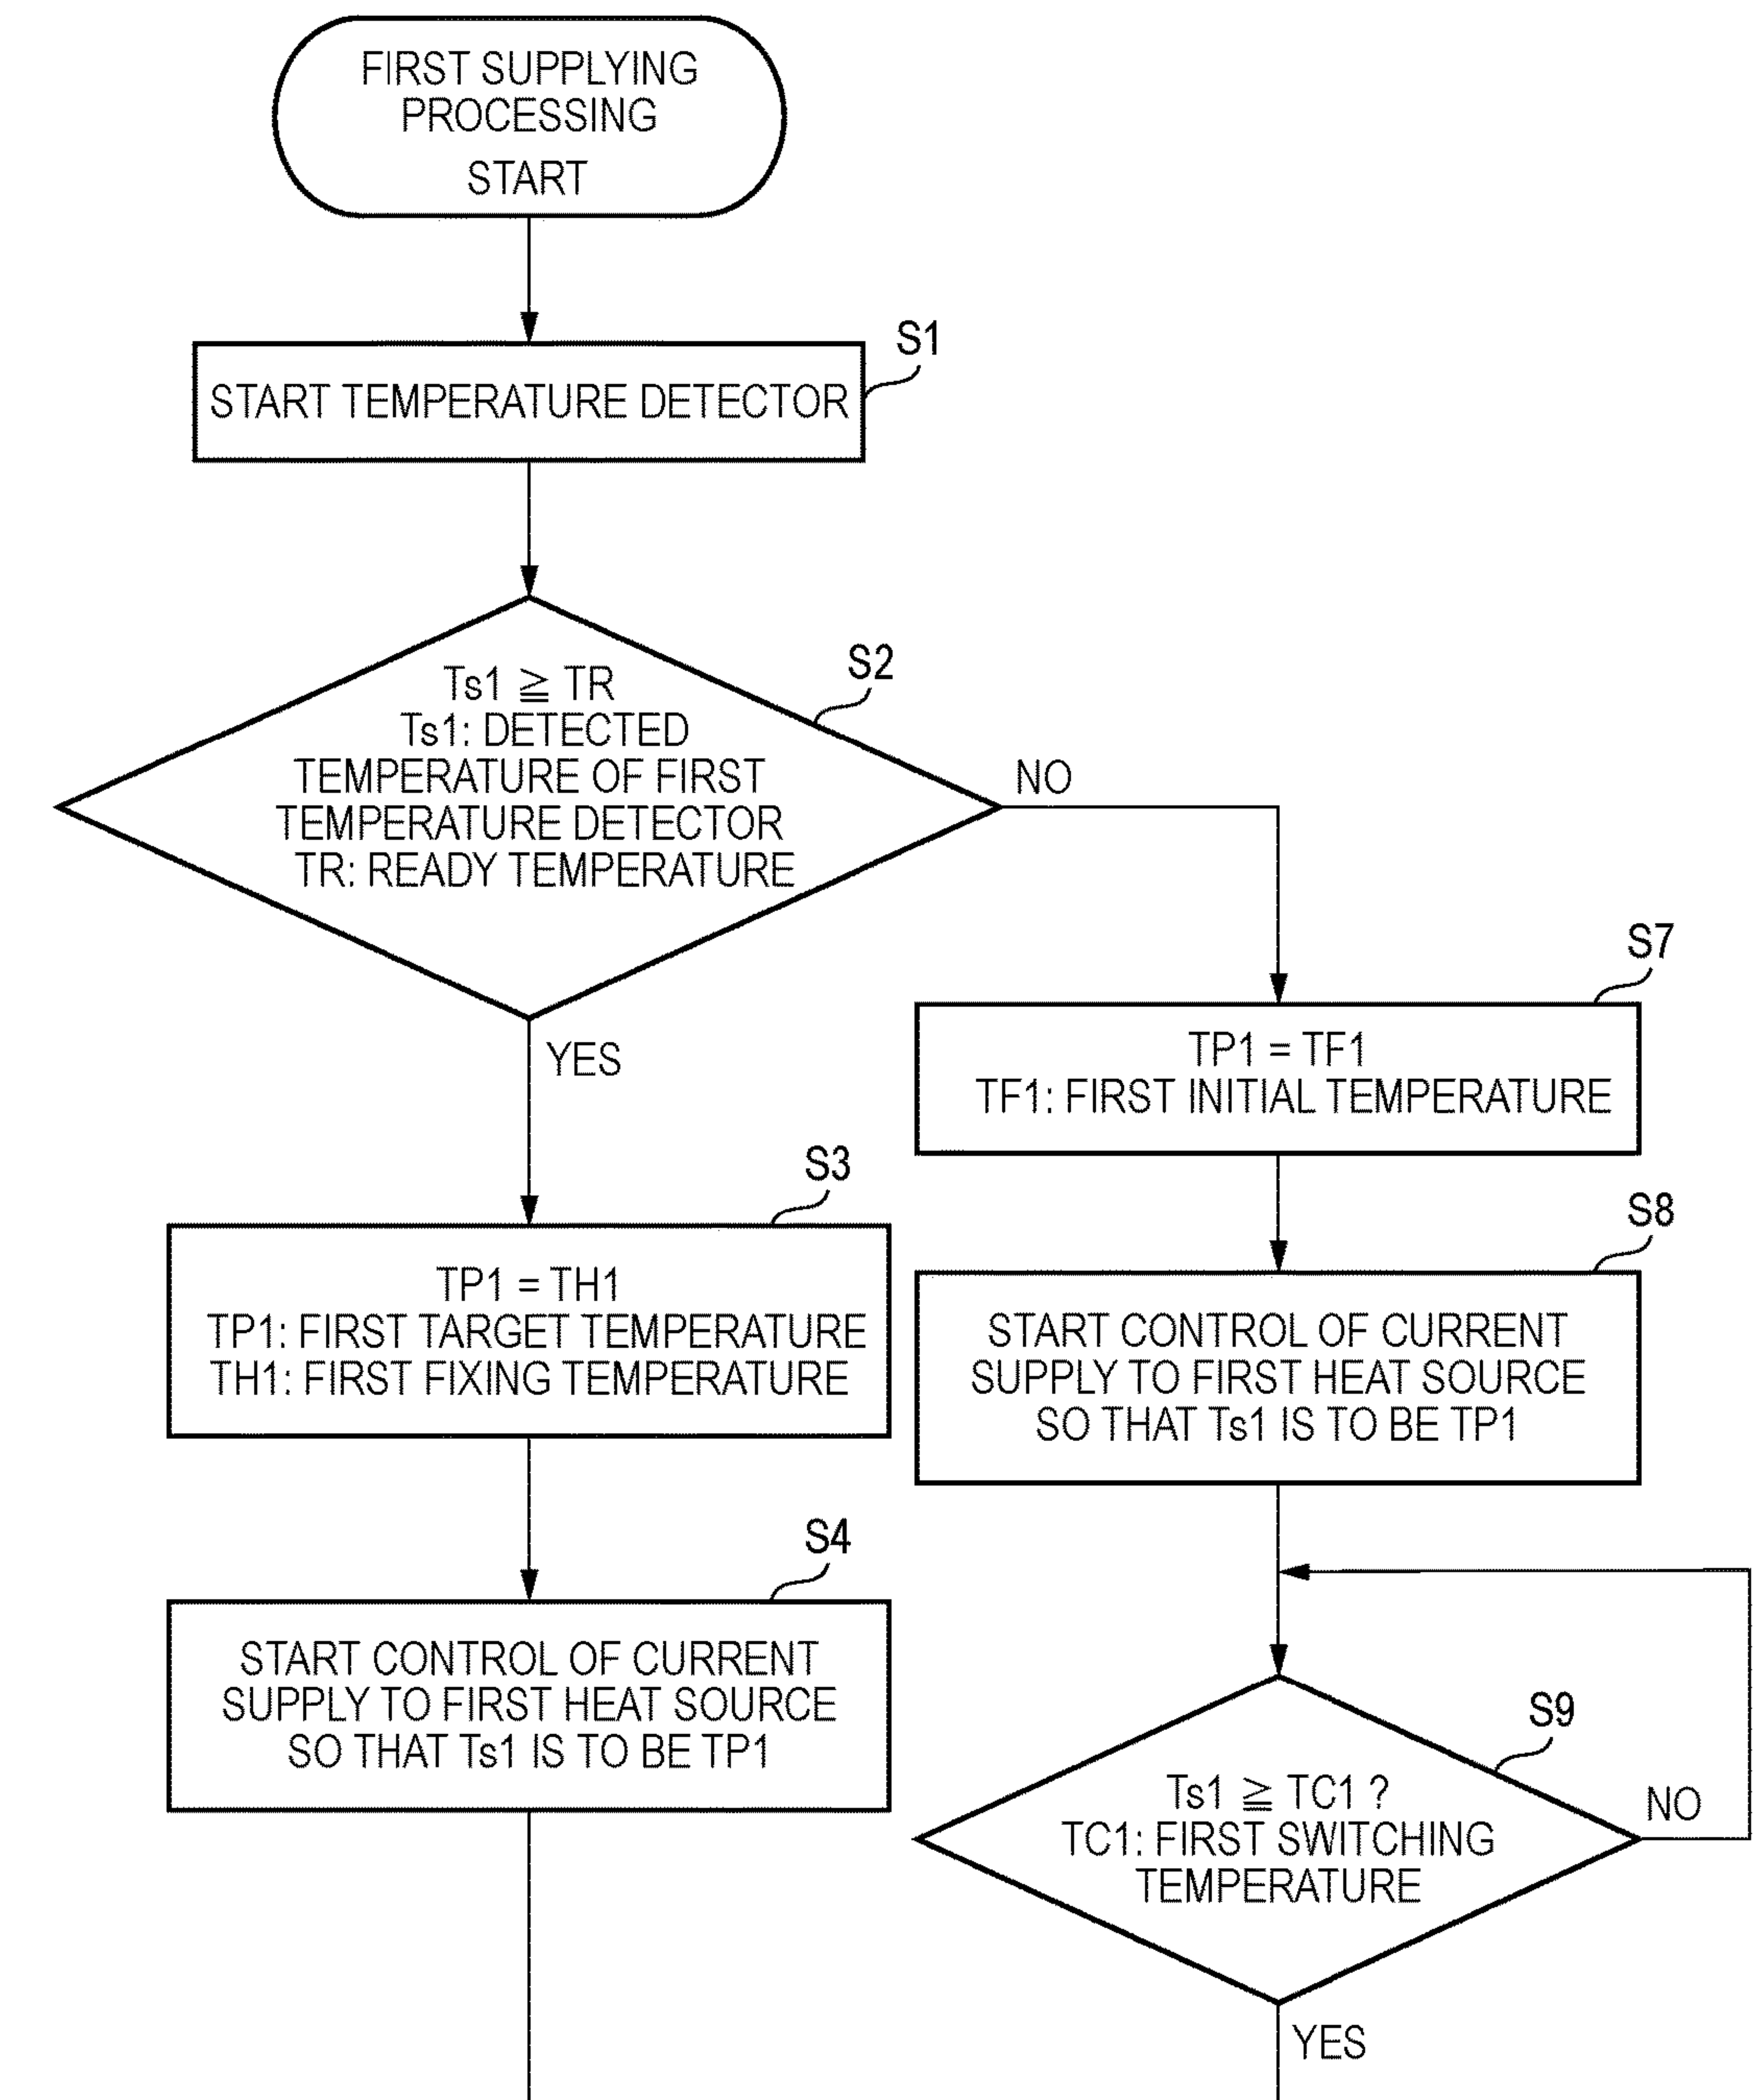 FIRST SUPPLYING
PROCESSING
START
S1
START TEMPERATURE DETECTOR
S2
Ts1 ≧ TR
Ts1: DETECTED
TEMPERATURE OF FIRST
TEMPERATURE DETECTOR
TR: READY TEMPERATURE
NO
YES
S7
TP1 = TF1
TF1: FIRST INITIAL TEMPERATURE
S3
TP1 = TH1
TP1: FIRST TARGET TEMPERATURE
TH1: FIRST FIXING TEMPERATURE
S8
START CONTROL OF CURRENT
SUPPLY TO FIRST HEAT SOURCE
SO THAT Ts1 IS TO BE TP1
S4
START CONTROL OF CURRENT
SUPPLY TO FIRST HEAT SOURCE
SO THAT Ts1 IS TO BE TP1
S9
Ts1 ≧ TC1 ?
TC1: FIRST SWITCHING
TEMPERATURE
NO
YES